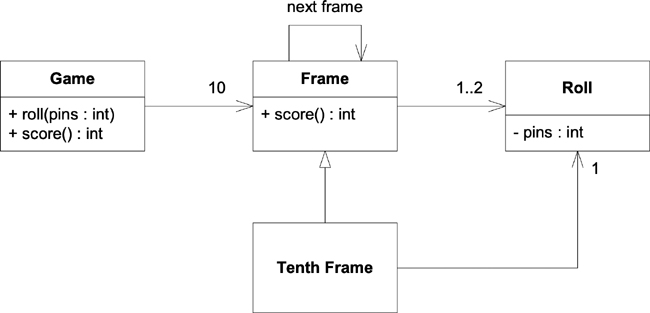 next frame
Game
+ roll(pins : int)
+ score() : int
10
Frame
+ score() : int
1..2
Roll
- pins : int
1
Tenth Frame